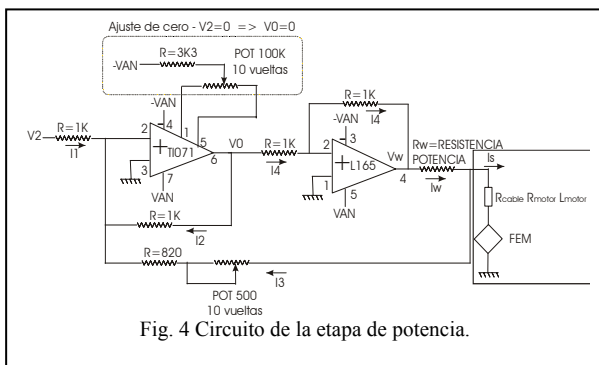 Ajuste de cero - V2=0 => V0=0
R=3K3
POT 100K
10 vueltas
-VAN
-VAN
R=1K
V2
R=1K
I1
2
4
1
5
TI071
3
6
7
VAN
V0
R=1K
I4
I4
-VAN
2
3
L165
1
4
5
VAN
Vw
Rw=RESISTENCIA
POTENCIA
Iw
Is
Rcable Rmotor Lmotor
FEM
R=1K
I2
R=820
I3
POT 500
10 vueltas
Fig. 4 Circuito de la etapa de potencia.